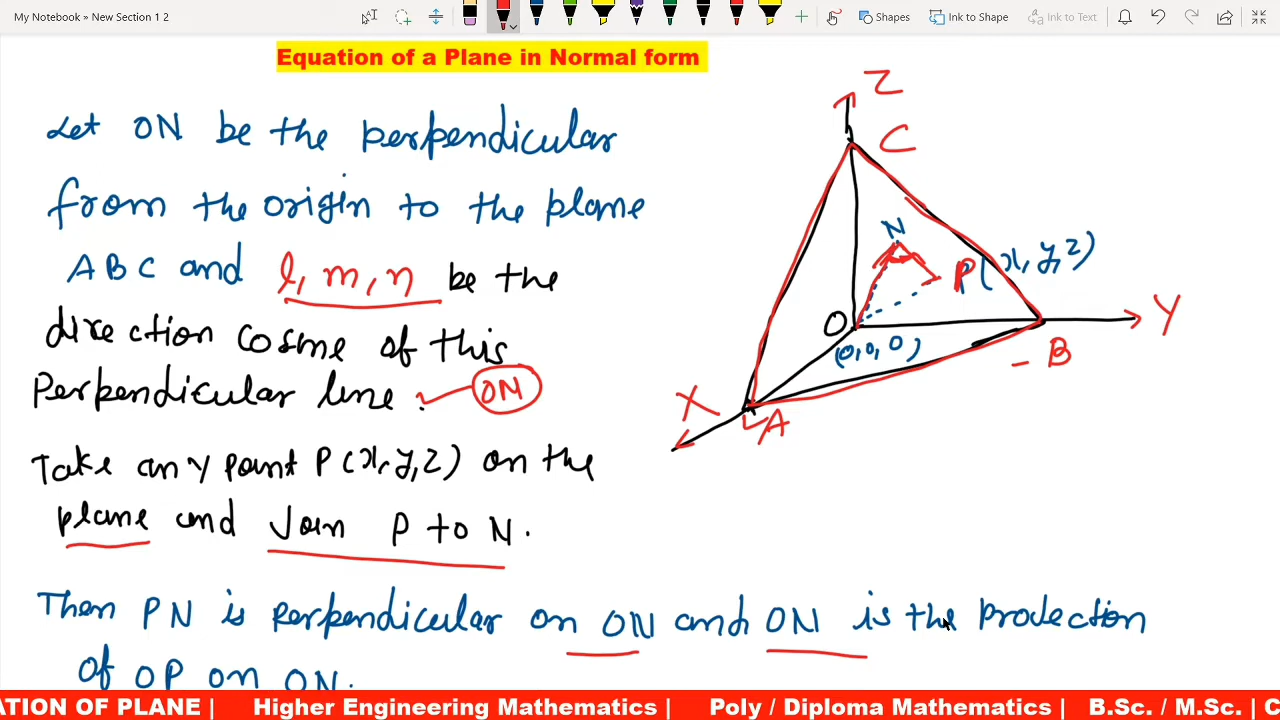 My Notebook » New Section 1 2
Shapes
Ink to Shape
Ink to Text
Equation of a Plane in Normal form
Let ON be the perpendicular
from the origin to the plane
ABC and l, m, n be the
direction cosine of this
Perpendicular line. ON
Take any point P(x, y, z) on the
plane and Join P to N.
Then PN is perpendicular on ON and ON is the Projection
of OP on ON.
Z
C
N
P(x, y, z)
O
(0, 0, 0)
Y
B
X
A
ATION OF PLANE | Higher Engineering Mathematics | Poly / Diploma Mathematics | B.Sc. / M.Sc. | C